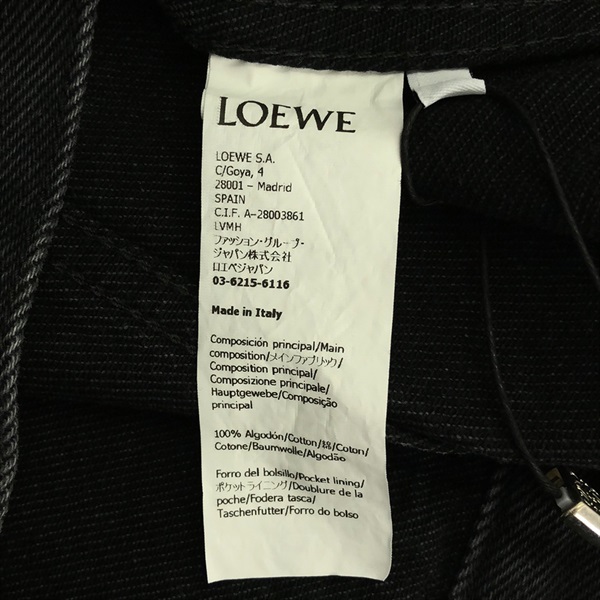 LOEWE
LOEWE S.A.
C/Goya, 4
28001 – Madrid
SPAIN
C.I.F. A-28003861
LVMH
ファッション・グループ・
ジャパン株式会社
ロエベジャパン
03-6215-6116
Made in Italy
Composición principal/Main
composition/メインファブリック/
Composition principal/
Composizione principale/
Hauptgewebe/Composição
principal
100% Algodón/Cotton/綿/Coton/
Cotone/Baumwolle/Algodão
Forro del bolsillo/Pocket lining/
ポケットライニング/Doublure de la
poche/Fodera tasca/
Taschenfutter/Forro do bolso